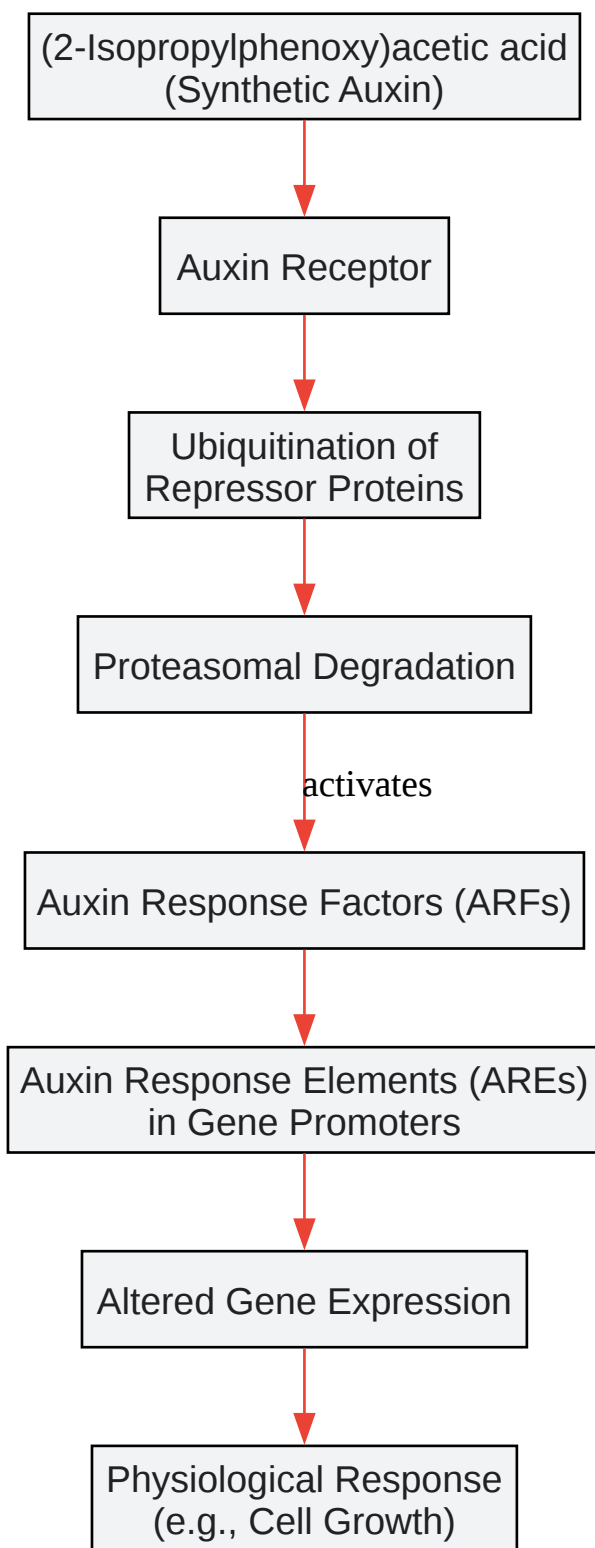 (2-Isopropylphenoxy)acetic acid
(Synthetic Auxin)
Auxin Receptor
Ubiquitination of
Repressor Proteins
Proteasomal Degradation
activates
Auxin Response Factors (ARFs)
Auxin Response Elements (AREs)
in Gene Promoters
Altered Gene Expression
Physiological Response
(e.g., Cell Growth)